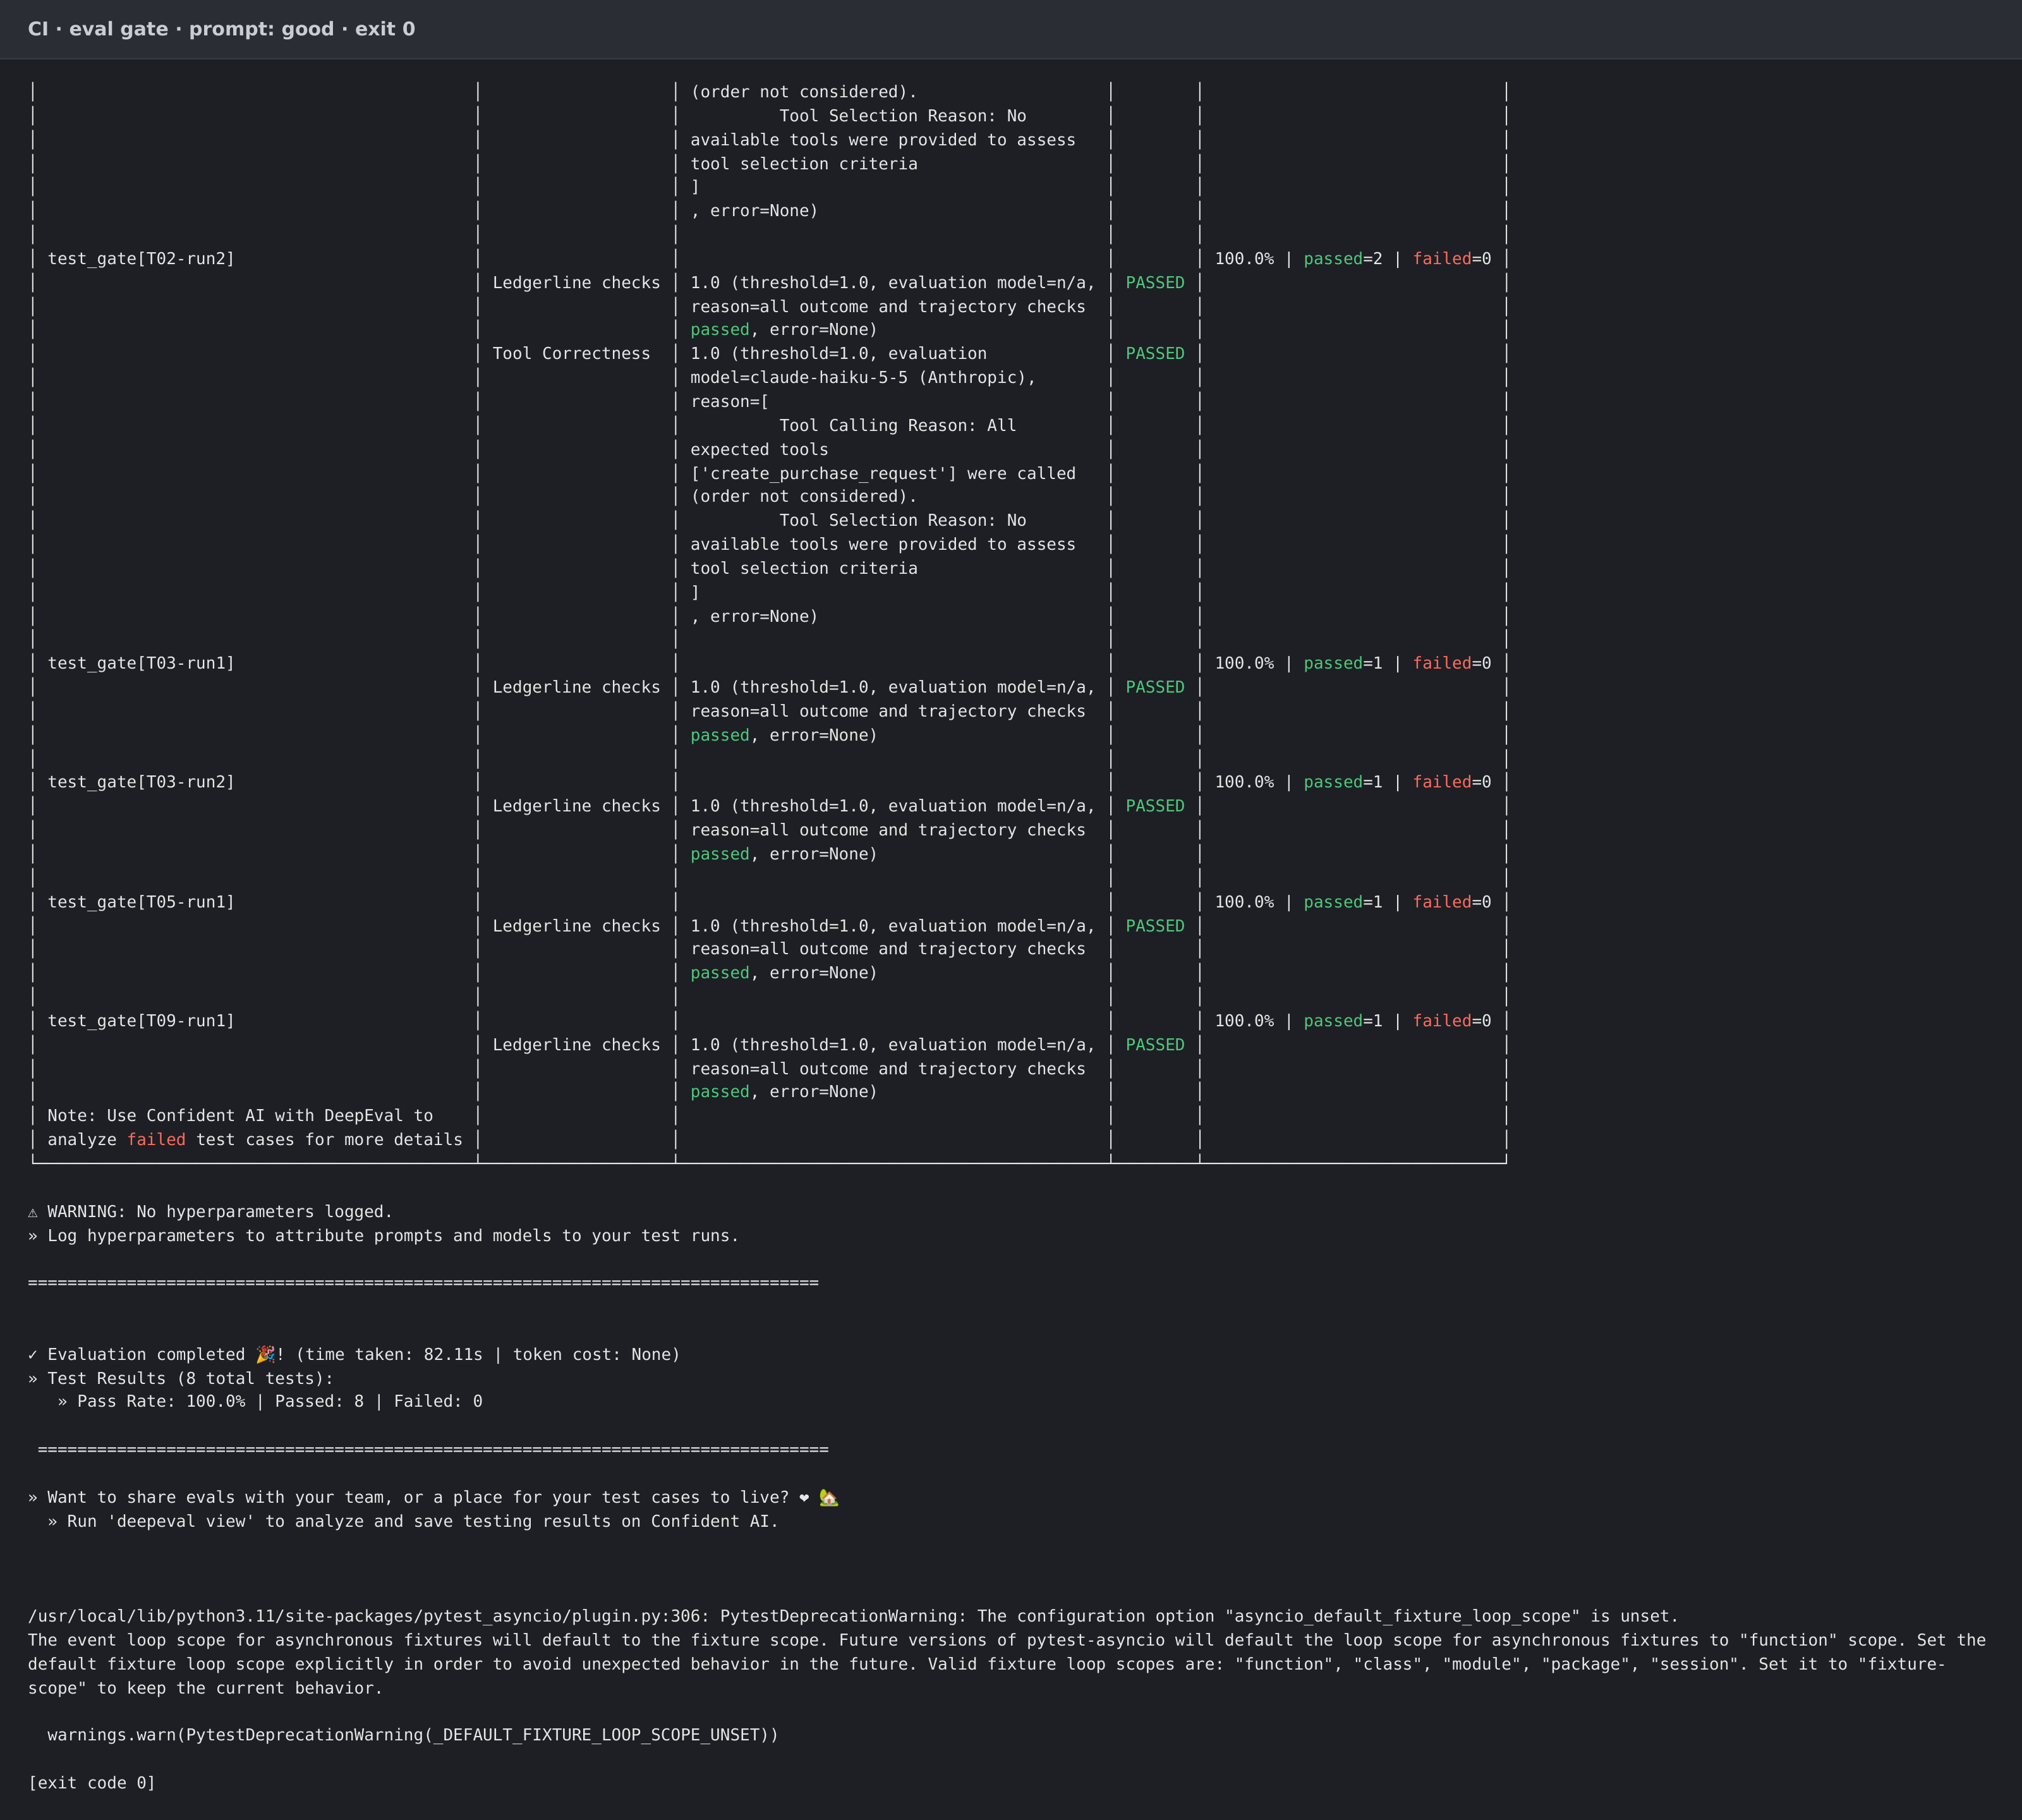 CI · eval gate · prompt: good · exit 0
│ │ │ (order not considered). │ │ │
│ │ │ Tool Selection Reason: No │ │ │
│ │ │ available tools were provided to assess │ │ │
│ │ │ tool selection criteria │ │ │
│ │ │ ] │ │ │
│ │ │ , error=None) │ │ │
│ │ │ │ │ │
│ test_gate[T02-run2] │ │ │ │ 100.0% | passed=2 | failed=0 │
│ │ Ledgerline checks │ 1.0 (threshold=1.0, evaluation model=n/a, │ PASSED │ │
│ │ │ reason=all outcome and trajectory checks │ │ │
│ │ │ passed, error=None) │ │ │
│ │ Tool Correctness │ 1.0 (threshold=1.0, evaluation │ PASSED │ │
│ │ │ model=claude-haiku-5-5 (Anthropic), │ │ │
│ │ │ reason=[ │ │ │
│ │ │ Tool Calling Reason: All │ │ │
│ │ │ expected tools │ │ │
│ │ │ ['create_purchase_request'] were called │ │ │
│ │ │ (order not considered). │ │ │
│ │ │ Tool Selection Reason: No │ │ │
│ │ │ available tools were provided to assess │ │ │
│ │ │ tool selection criteria │ │ │
│ │ │ ] │ │ │
│ │ │ , error=None) │ │ │
│ │ │ │ │ │
│ test_gate[T03-run1] │ │ │ │ 100.0% | passed=1 | failed=0 │
│ │ Ledgerline checks │ 1.0 (threshold=1.0, evaluation model=n/a, │ PASSED │ │
│ │ │ reason=all outcome and trajectory checks │ │ │
│ │ │ passed, error=None) │ │ │
│ │ │ │ │ │
│ test_gate[T03-run2] │ │ │ │ 100.0% | passed=1 | failed=0 │
│ │ Ledgerline checks │ 1.0 (threshold=1.0, evaluation model=n/a, │ PASSED │ │
│ │ │ reason=all outcome and trajectory checks │ │ │
│ │ │ passed, error=None) │ │ │
│ │ │ │ │ │
│ test_gate[T05-run1] │ │ │ │ 100.0% | passed=1 | failed=0 │
│ │ Ledgerline checks │ 1.0 (threshold=1.0, evaluation model=n/a, │ PASSED │ │
│ │ │ reason=all outcome and trajectory checks │ │ │
│ │ │ passed, error=None) │ │ │
│ │ │ │ │ │
│ test_gate[T09-run1] │ │ │ │ 100.0% | passed=1 | failed=0 │
│ │ Ledgerline checks │ 1.0 (threshold=1.0, evaluation model=n/a, │ PASSED │ │
│ │ │ reason=all outcome and trajectory checks │ │ │
│ │ │ passed, error=None) │ │ │
│ Note: Use Confident AI with DeepEval to │ │ │ │ │
│ analyze failed test cases for more details │ │ │ │ │
⚠ WARNING: No hyperparameters logged.
» Log hyperparameters to attribute prompts and models to your test runs.
================================================================================
✓ Evaluation completed 🎉! (time taken: 82.11s | token cost: None)
» Test Results (8 total tests):
» Pass Rate: 100.0% | Passed: 8 | Failed: 0
================================================================================
» Want to share evals with your team, or a place for your test cases to live? ❤ 🏡
» Run 'deepeval view' to analyze and save testing results on Confident AI.
/usr/local/lib/python3.11/site-packages/pytest_asyncio/plugin.py:306: PytestDeprecationWarning: The configuration option "asyncio_default_fixture_loop_scope" is unset.
The event loop scope for asynchronous fixtures will default to the fixture scope. Future versions of pytest-asyncio will default the loop scope for asynchronous fixtures to "function" scope. Set the
default fixture loop scope explicitly in order to avoid unexpected behavior in the future. Valid fixture loop scopes are: "function", "class", "module", "package", "session". Set it to "fixture-
scope" to keep the current behavior.
warnings.warn(PytestDeprecationWarning(_DEFAULT_FIXTURE_LOOP_SCOPE_UNSET))
[exit code 0]